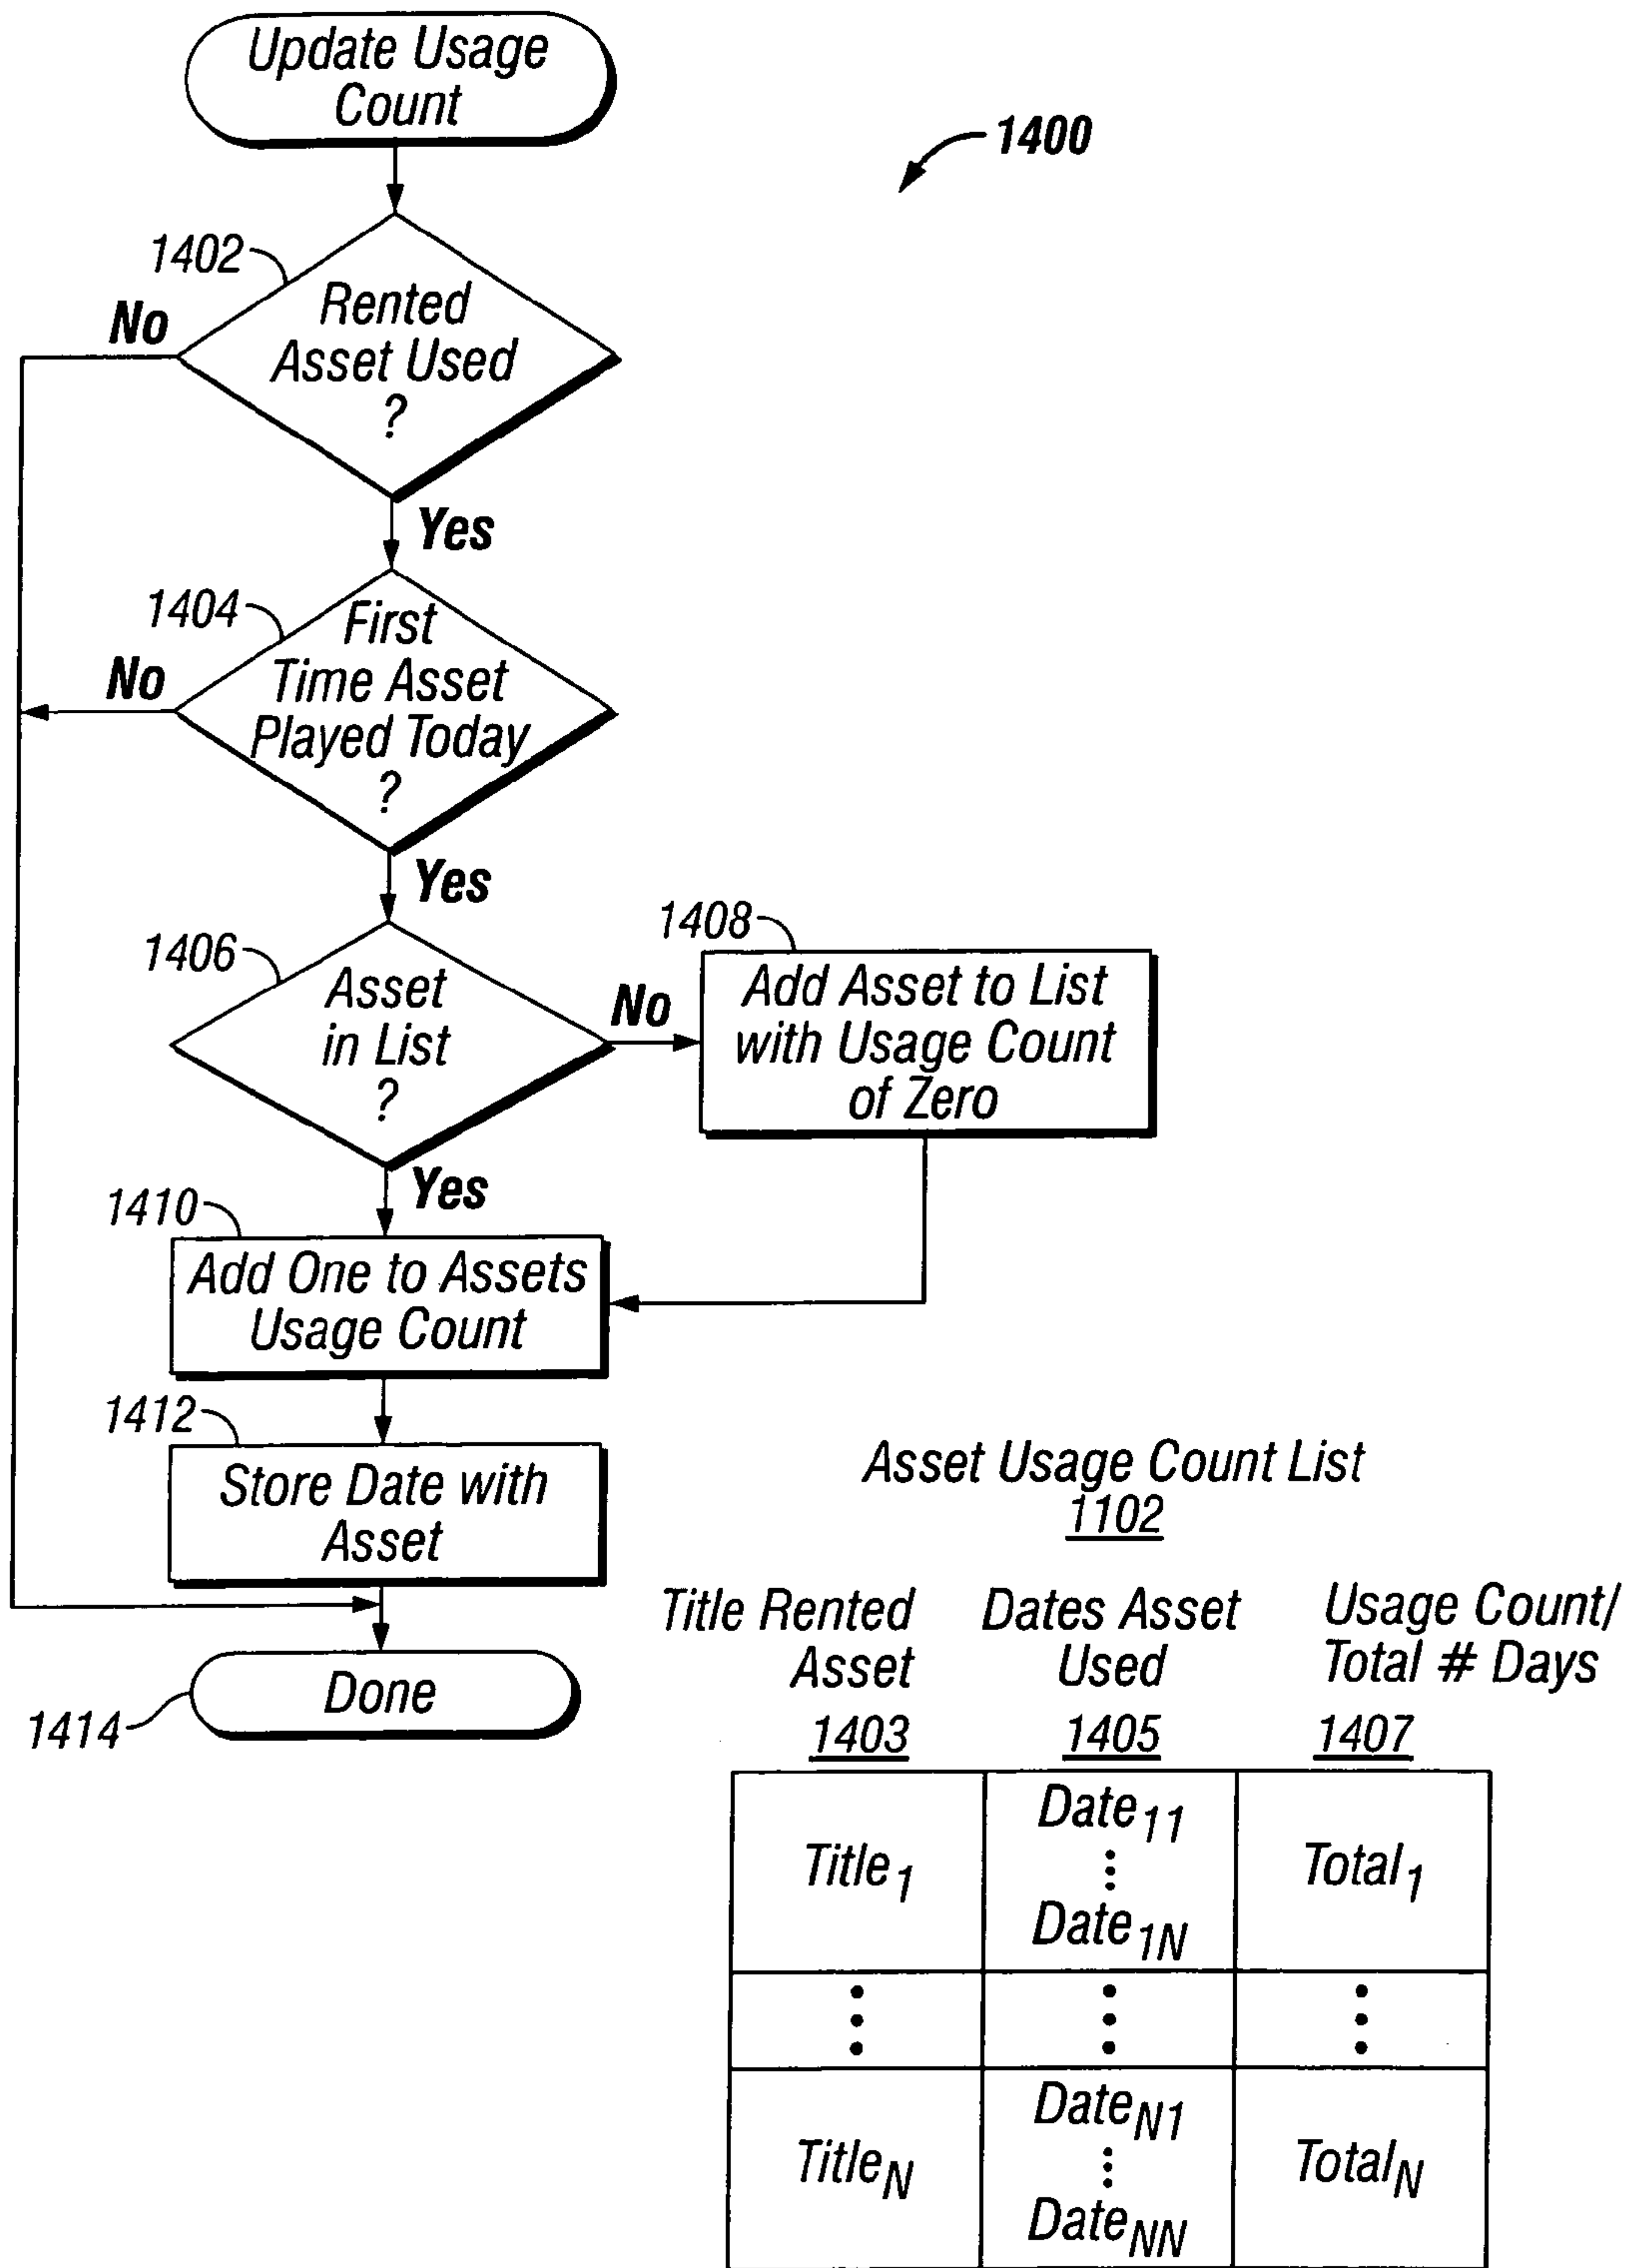 Update Usage
Count
1400
1402
No
Rented
Asset Used
?
Yes
1404
No
First
Time Asset
Played Today
?
Yes
1406
Asset
in List
?
No
1408
Add Asset to List
with Usage Count
of Zero
Yes
1410
Add One to Assets
Usage Count
1412
Store Date with
Asset
1414
Done
Asset Usage Count List
1102
Title Rented
Asset
1403
Dates Asset
Used
1405
Usage Count/
Total # Days
1407
Title1
Date11
⋮
Date1N
Total1
⋮ ⋮ ⋮
TitleN
DateN1
⋮
DateNN
TotalN